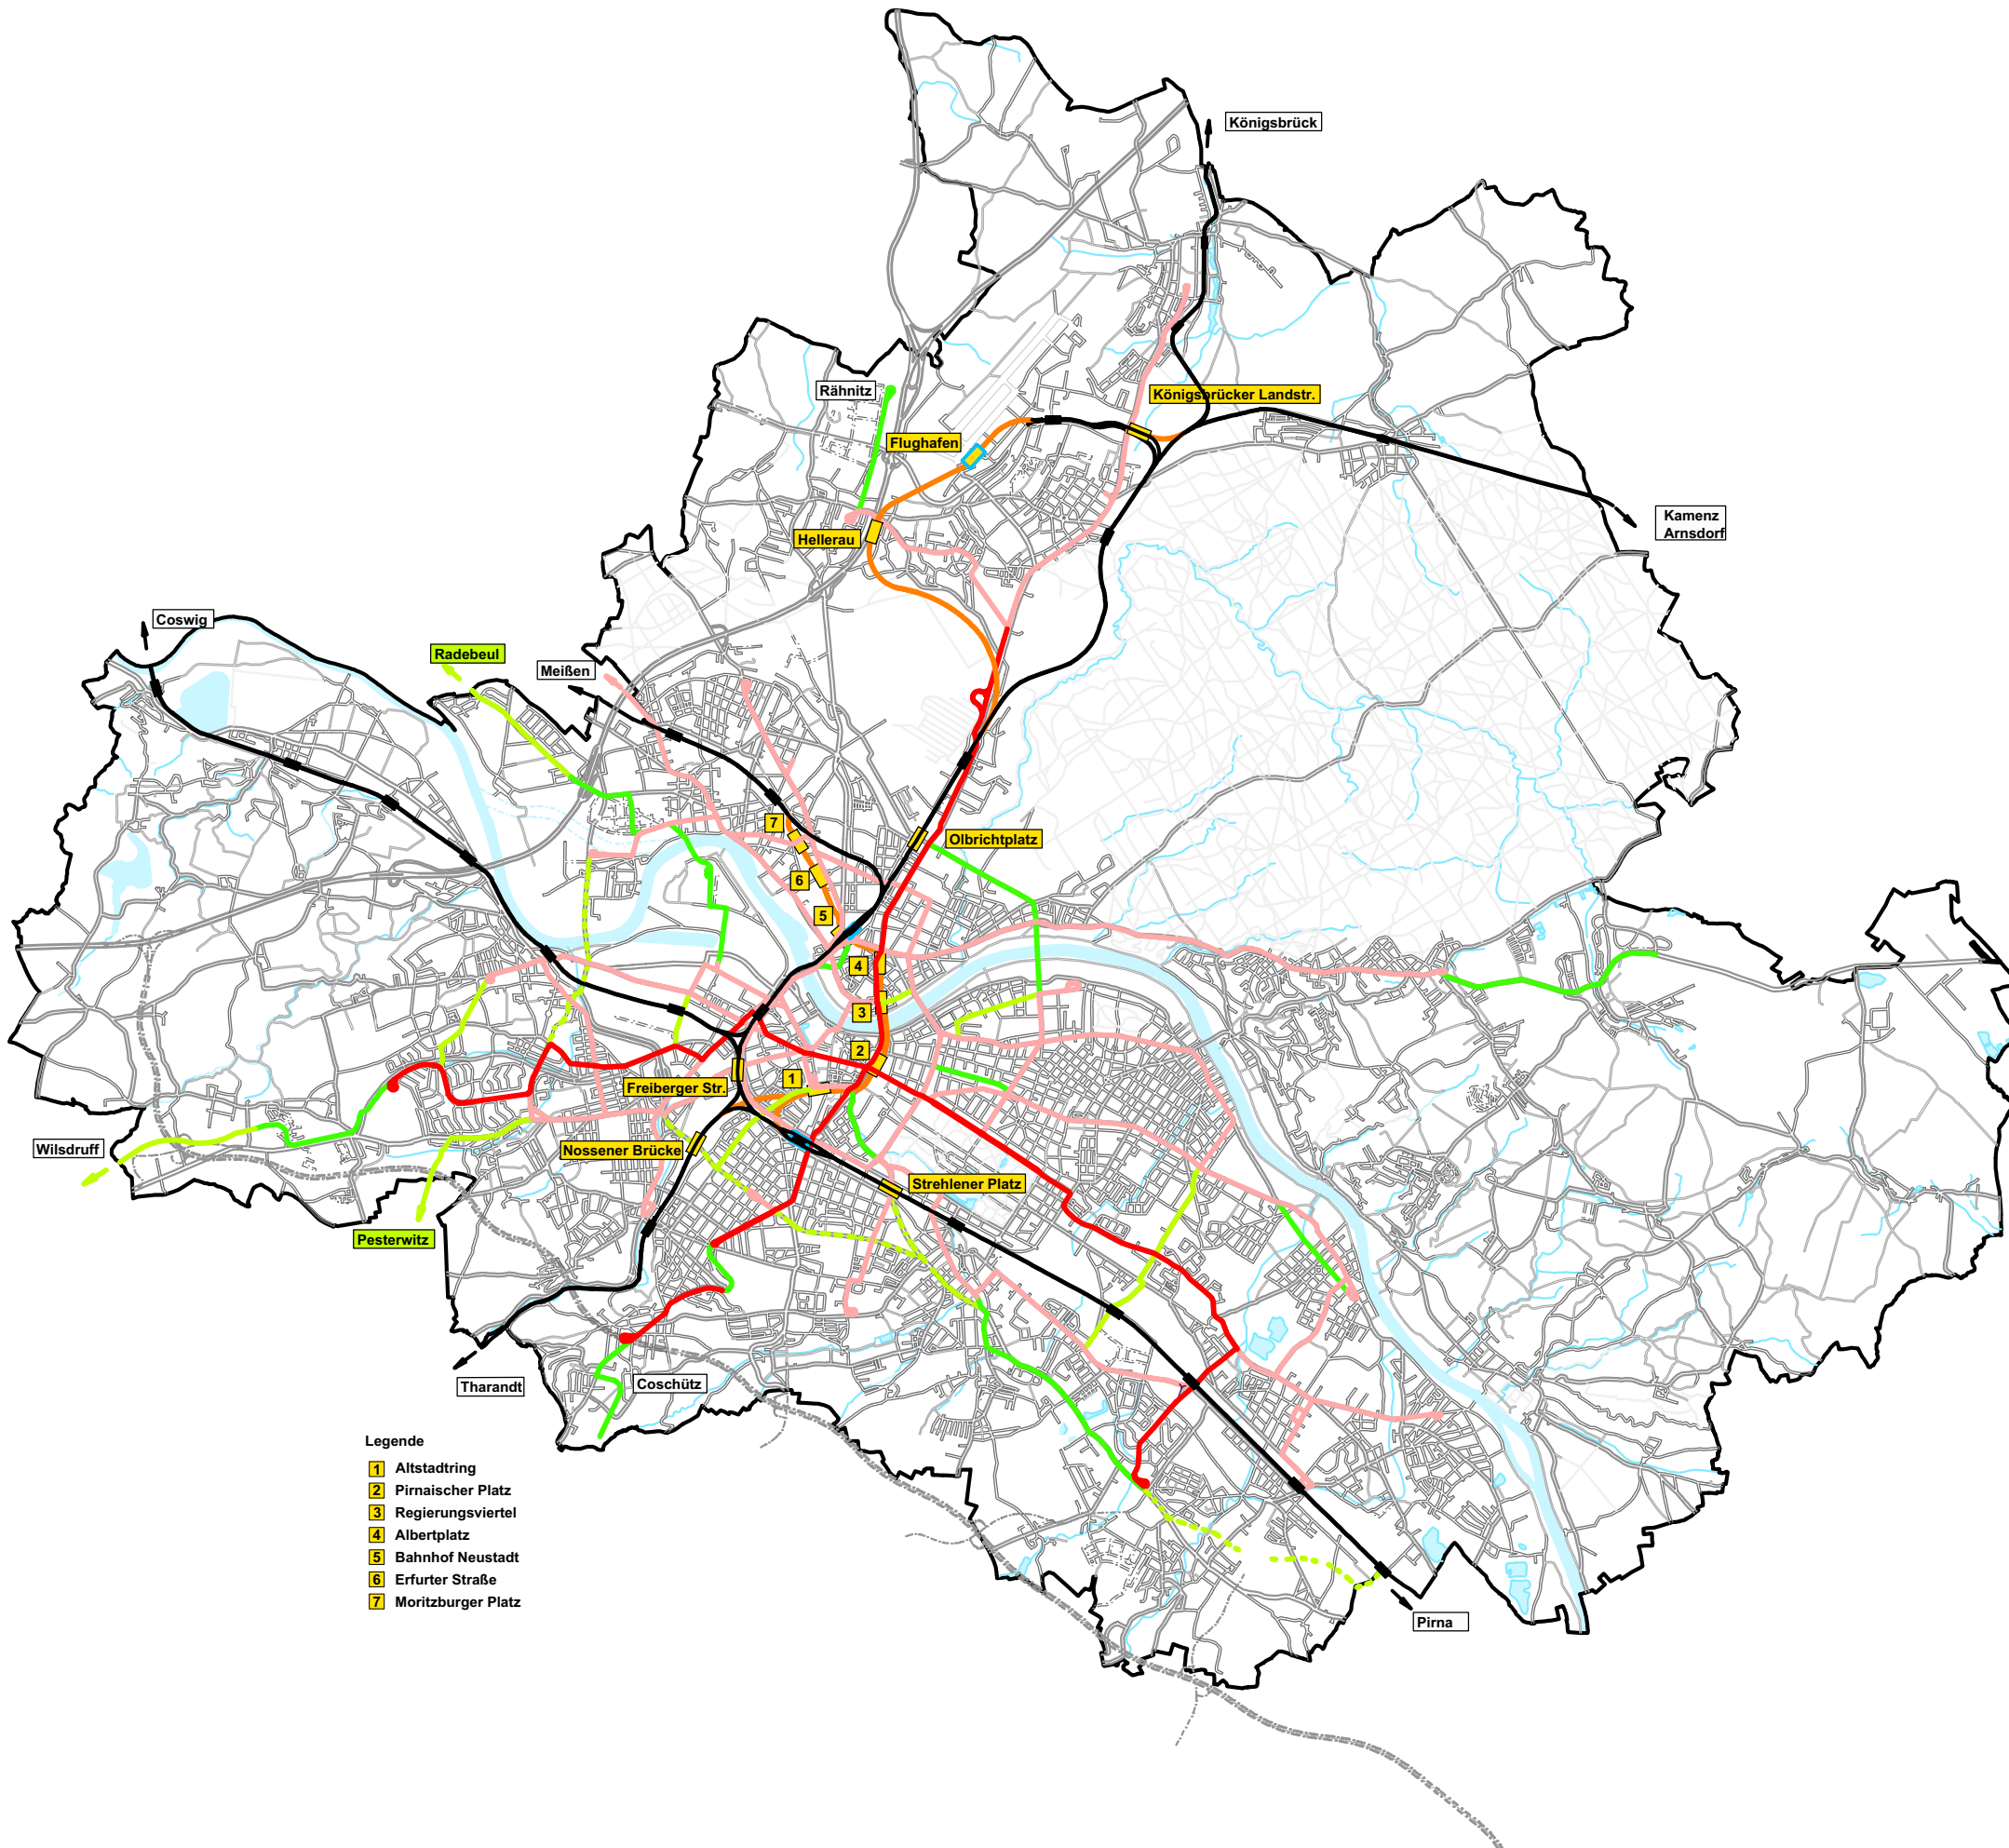 Königsbrück
Rähnitz
Königsbrücker Landstr.
Flughafen
Kamenz
Arnsdorf
Hellerau
Coswig
Radebeul
Meißen
7
Olbrichtplatz
6
5
4
3
2
1
Freiberger Str.
Wilsdruff
Nossener Brücke
Strehlener Platz
Pesterwitz
Tharandt
Coschütz
Legende
1 Altstadtring
2 Pirnaischer Platz
3 Regierungsviertel
4 Albertplatz
5 Bahnhof Neustadt
6 Erfurter Straße
7 Moritzburger Platz
Pirna